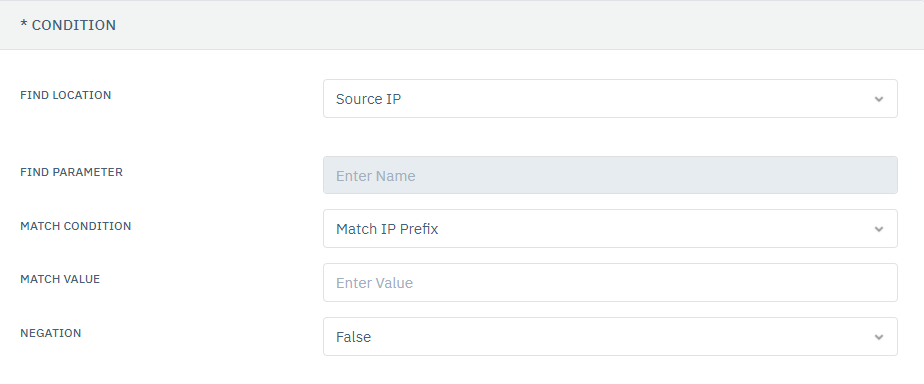 * CONDITION
FIND LOCATION
Source IP
FIND PARAMETER
Enter Name
MATCH CONDITION
Match IP Prefix
MATCH VALUE
Enter Value
NEGATION
False